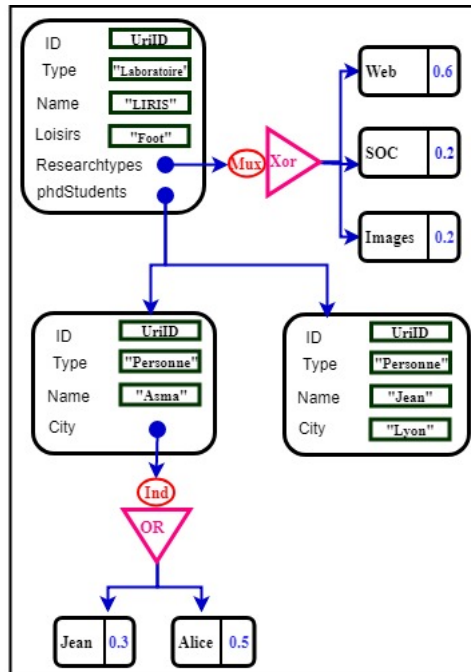 ID UriID
Type "Laboratoire"
Name "LIRIS"
Loisirs "Foot"
Researchtypes
phdStudents
Mux Xor
Web 0.6
SOC 0.2
Images 0.2
ID UriID
Type "Personne"
Name "Asma"
City
ID UriID
Type "Personne"
Name "Jean"
City "Lyon"
Ind
OR
Jean 0.3
Alice 0.5